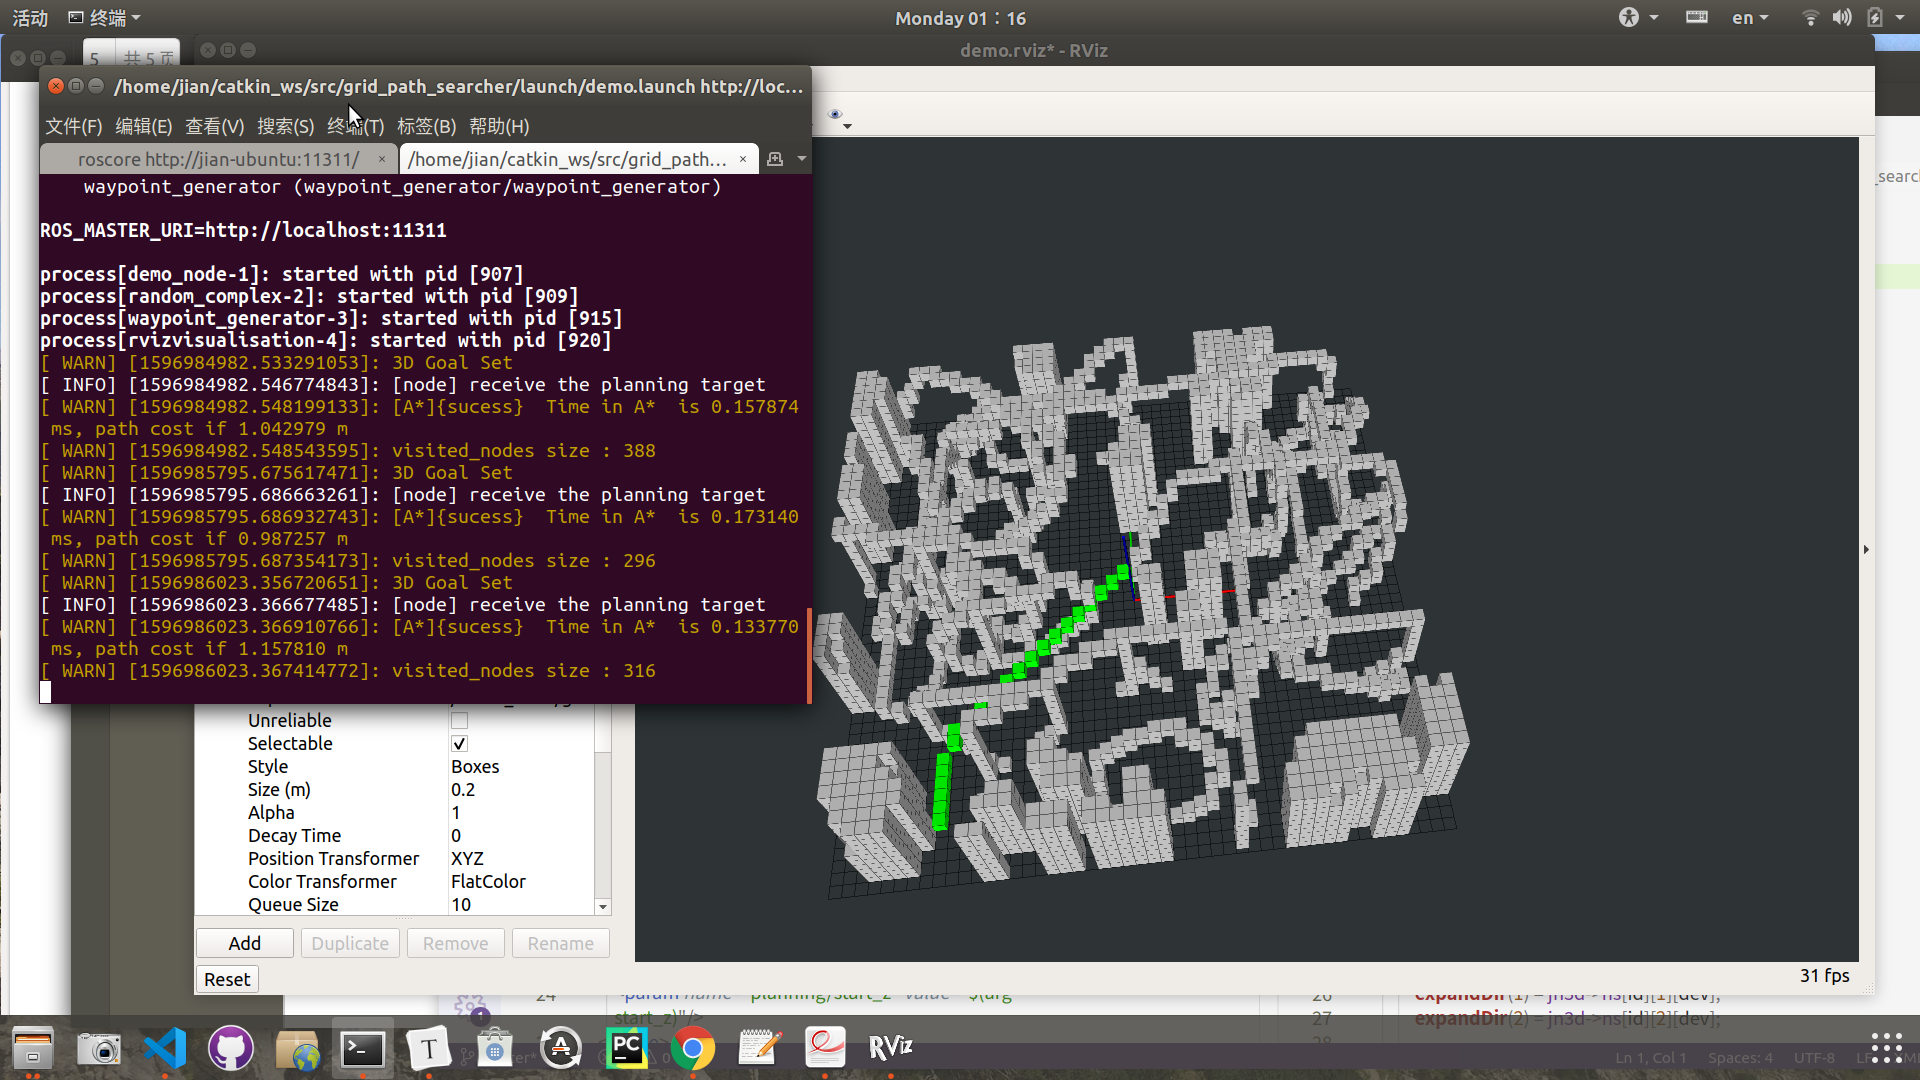 活动 终端 Monday 01：16 en
5 共 5 页
demo.rviz* - RViz
/home/jian/catkin_ws/src/grid_path_searcher/launch/demo.launch http://loc...
文件(F) 编辑(E) 查看(V) 搜索(S) 终端(T) 标签(B) 帮助(H)
roscore http://jian-ubuntu:11311/ × /home/jian/catkin_ws/src/grid_path... ×
_searc
waypoint_generator (waypoint_generator/waypoint_generator)
ROS_MASTER_URI=http://localhost:11311
process[demo_node-1]: started with pid [907]
process[random_complex-2]: started with pid [909]
process[waypoint_generator-3]: started with pid [915]
process[rvizvisualisation-4]: started with pid [920]
[ WARN] [1596984982.533291053]: 3D Goal Set
[ INFO] [1596984982.546774843]: [node] receive the planning target
[ WARN] [1596984982.548199133]: [A*]{sucess}  Time in A*  is 0.157874
ms, path cost if 1.042979 m
[ WARN] [1596984982.548543595]: visited_nodes size : 388
[ WARN] [1596985795.675617471]: 3D Goal Set
[ INFO] [1596985795.686663261]: [node] receive the planning target
[ WARN] [1596985795.686932743]: [A*]{sucess}  Time in A*  is 0.173140
ms, path cost if 0.987257 m
[ WARN] [1596985795.687354173]: visited_nodes size : 296
[ WARN] [1596986023.356720651]: 3D Goal Set
[ INFO] [1596986023.366677485]: [node] receive the planning target
[ WARN] [1596986023.366910766]: [A*]{sucess}  Time in A*  is 0.133770
ms, path cost if 1.157810 m
[ WARN] [1596986023.367414772]: visited_nodes size : 316
Unreliable
Selectable ✓
Style Boxes
Size (m) 0.2
Alpha 1
Decay Time 0
Position Transformer XYZ
Color Transformer FlatColor
Queue Size 10
Add Duplicate Remove Rename
Reset
31 fps
24 <param name="planning/start_z" value="$(arg
start_z)"/>
26 expandDir(1) = jn3d->ns[id][1][dev];
27 expandDir(2) = jn3d->ns[id][2][dev];
28
1
T PC RViz
Ln 1, Col 1 Spaces: 4 UTF-8